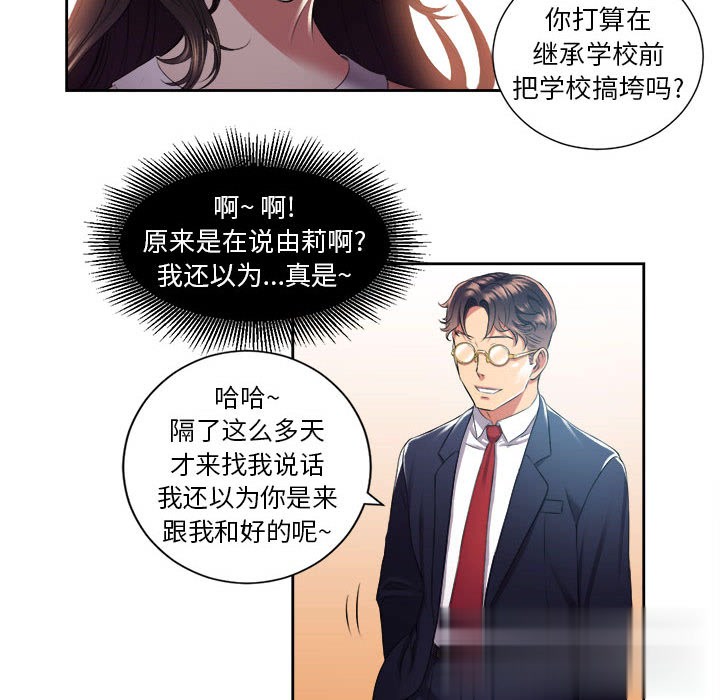 你打算在
继承学校前
把学校搞垮吗?
啊~ 啊!
原来是在说由莉啊?
我还以为...真是~
哈哈~
隔了这么多天
才来找我说话
我还以为你是来
跟我和好的呢~